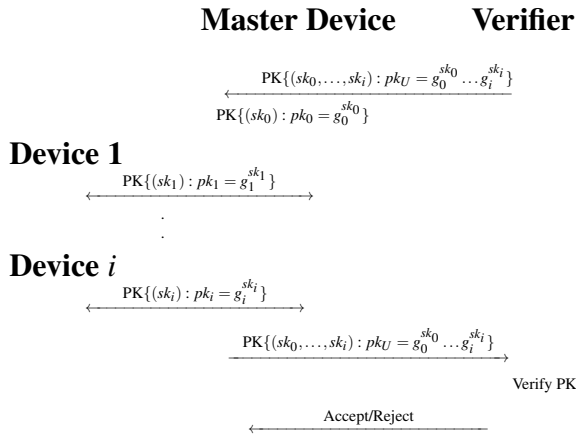 Master Device Verifier
PK{(sk_0, …, sk_i) : pk_U = g_0^{sk_0} … g_i^{sk_i}}
PK{(sk_0) : pk_0 = g_0^{sk_0}}
Device 1
PK{(sk_1) : pk_1 = g_1^{sk_1}}
.
.
Device i
PK{(sk_i) : pk_i = g_i^{sk_i}}
PK{(sk_0, …, sk_i) : pk_U = g_0^{sk_0} … g_i^{sk_i}}
Verify PK
Accept/Reject